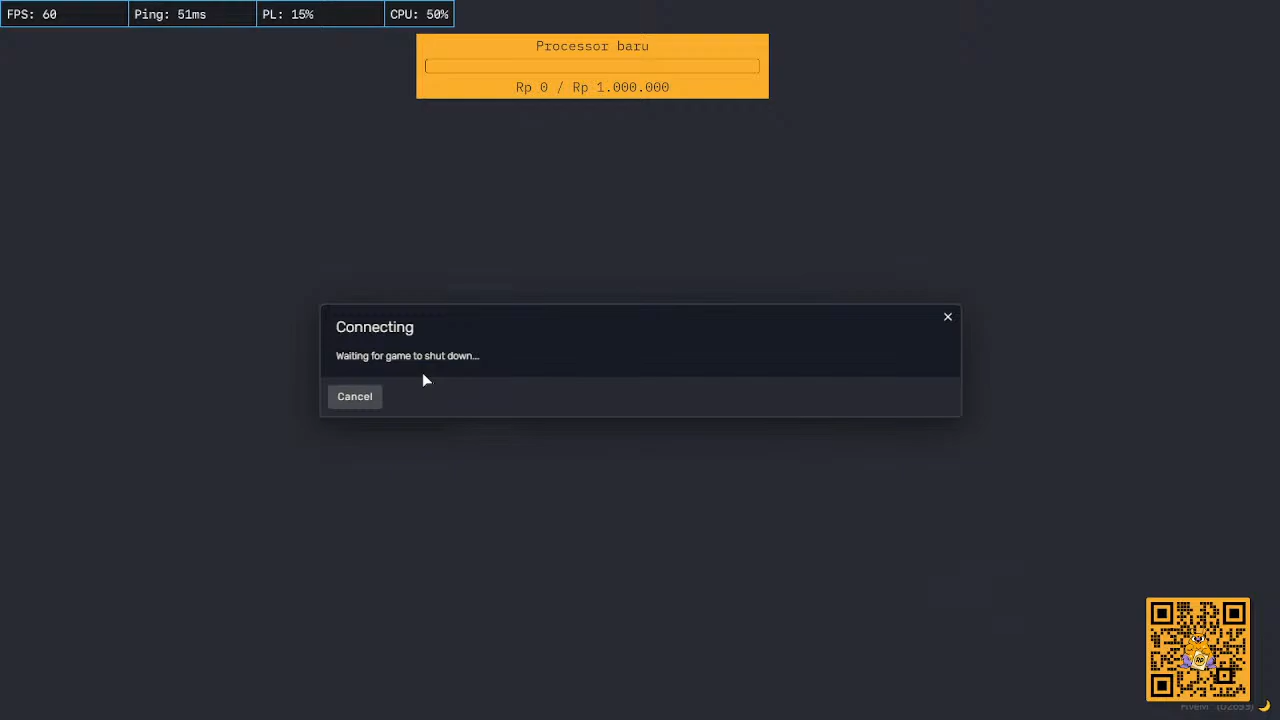 FPS: 60
Ping: 51ms
PL: 15%
CPU: 50%
Processor baru
Rp 0 / Rp 1.000.000
Connecting
Waiting for game to shut down...
Cancel
RP